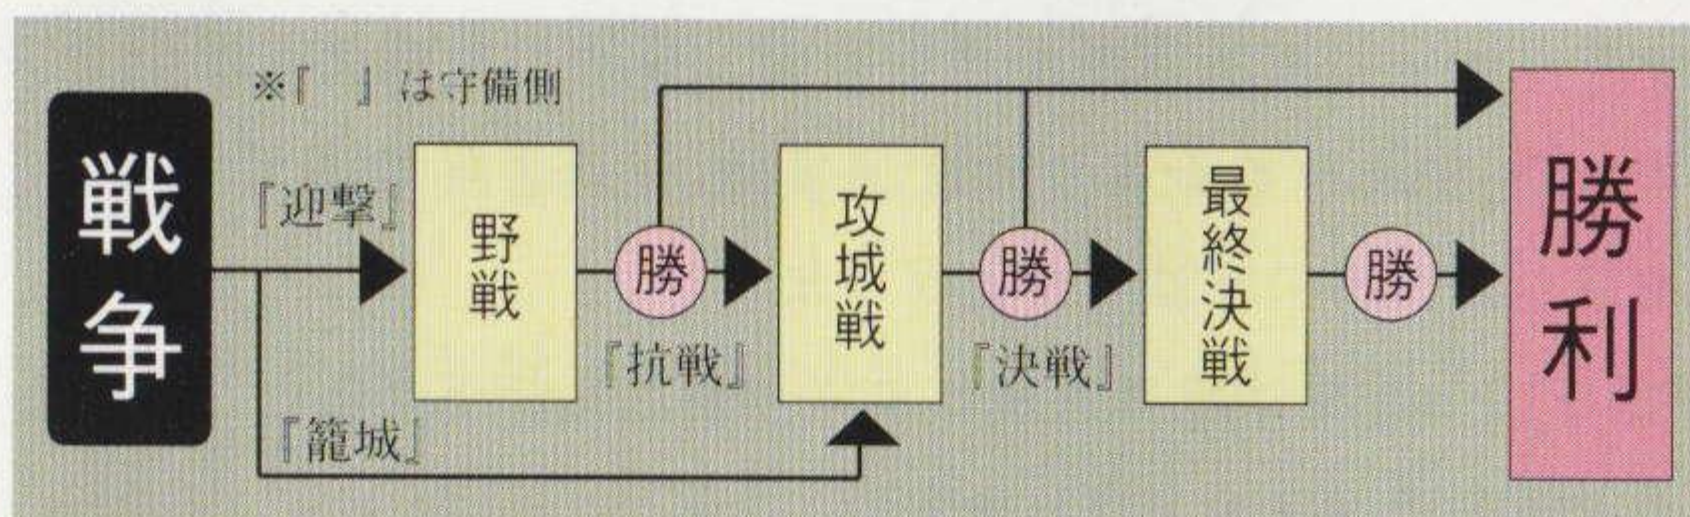 戦争
※『　』は守備側
『迎撃』
『籠城』
野戦
勝
『抗戦』
攻城戦
勝
『決戦』
最終決戦
勝
勝利